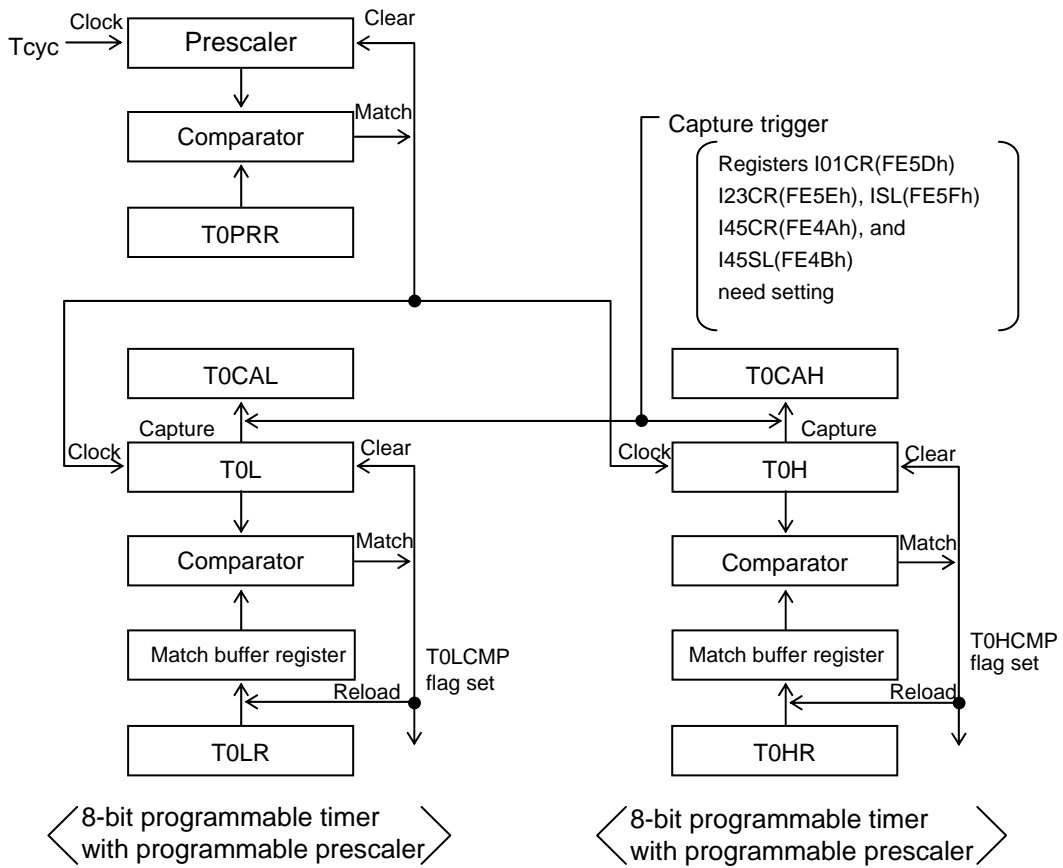 Clock
Clear
Tcyc
Prescaler
Match
Comparator
T0PRR
Capture trigger
Registers I01CR(FE5Dh)
I23CR(FE5Eh), ISL(FE5Fh)
I45CR(FE4Ah), and
I45SL(FE4Bh)
need setting
T0CAL
Capture
Clock
Clear
T0L
Comparator
Match
Match buffer register
T0LCMP
flag set
Reload
T0LR
8-bit programmable timer
with programmable prescaler
T0CAH
Capture
Clock
Clear
T0H
Comparator
Match
Match buffer register
T0HCMP
flag set
Reload
T0HR
8-bit programmable timer
with programmable prescaler